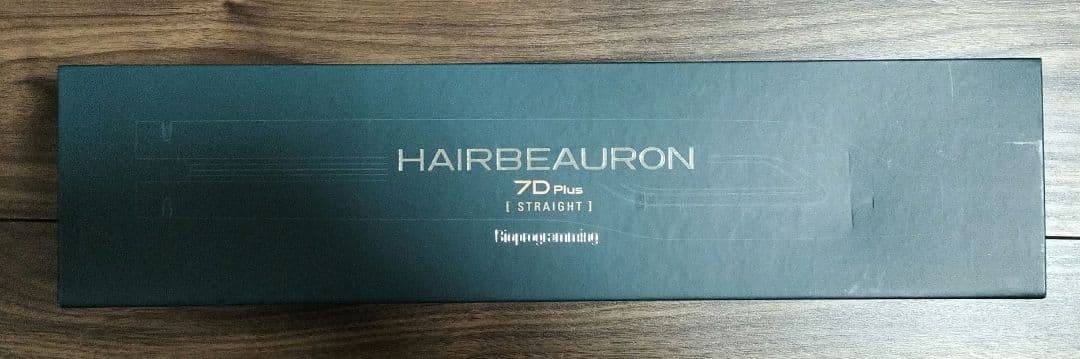 HAIRBEAURON
7D Plus
[ STRAIGHT ]
Bioprogramming